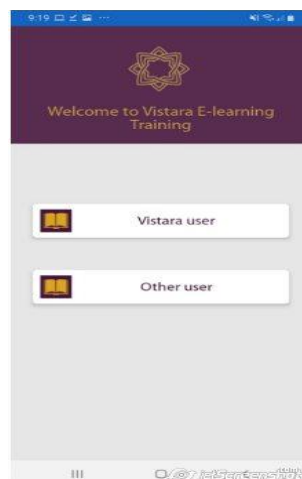 9:19
Welcome to Vistara E-learning
Training
Vistara user
Other user